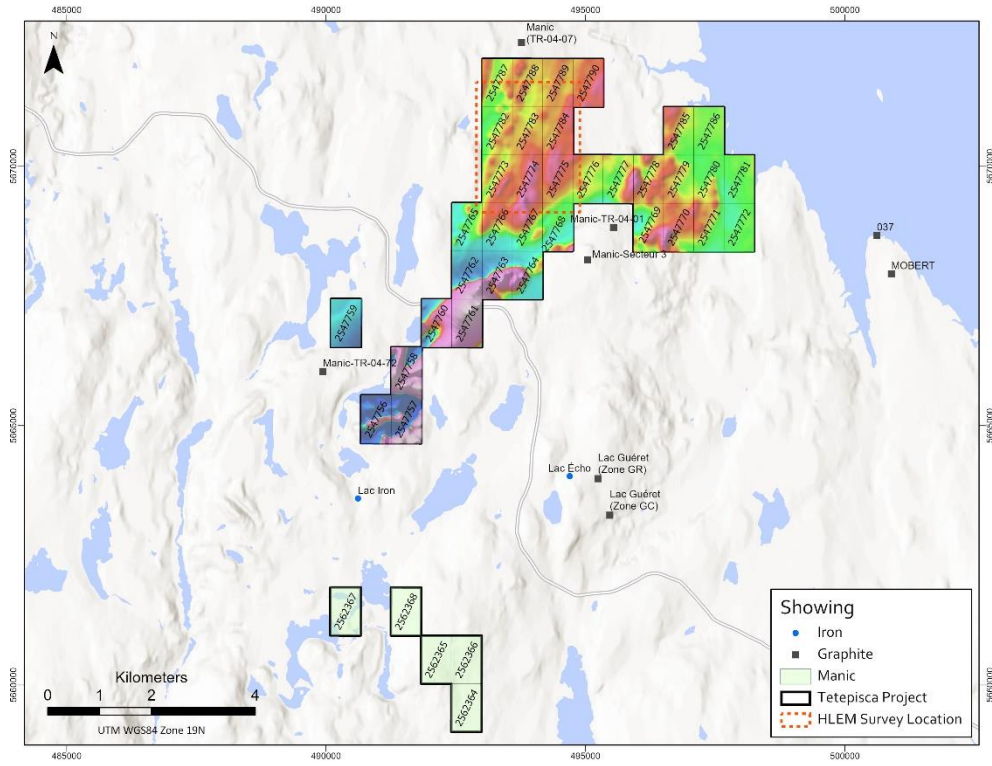 485000
490000
495000
500000
N
Manic
(TR-04-07)
2547787
2547788
2547789
2547790
2547782
2547783
2547784
2547785
2547786
5670000
5670000
2547773
2547774
2547775
2547776
2547777
2547778
2547779
2547780
2547781
2547765
2547766
2547767
2547768
Manic-TR-04-01
2547769
2547770
2547771
2547772
037
Manic-Secteur 3
MOBERT
2547762
2547763
2547764
2547759
2547760
2547761
Manic-TR-04-72
2547758
2547756
2547757
5665000
5665000
Lac Écho
Lac Guéret
(Zone GR)
Lac Iron
Lac Guéret
(Zone GC)
2562367
2562368
2562365
2562366
2562364
5660000
5660000
Showing
Iron
Graphite
Manic
Tetepisca Project
HLEM Survey Location
Kilometers
0 1 2 4
UTM WGS84 Zone 19N
485000
490000
495000
500000